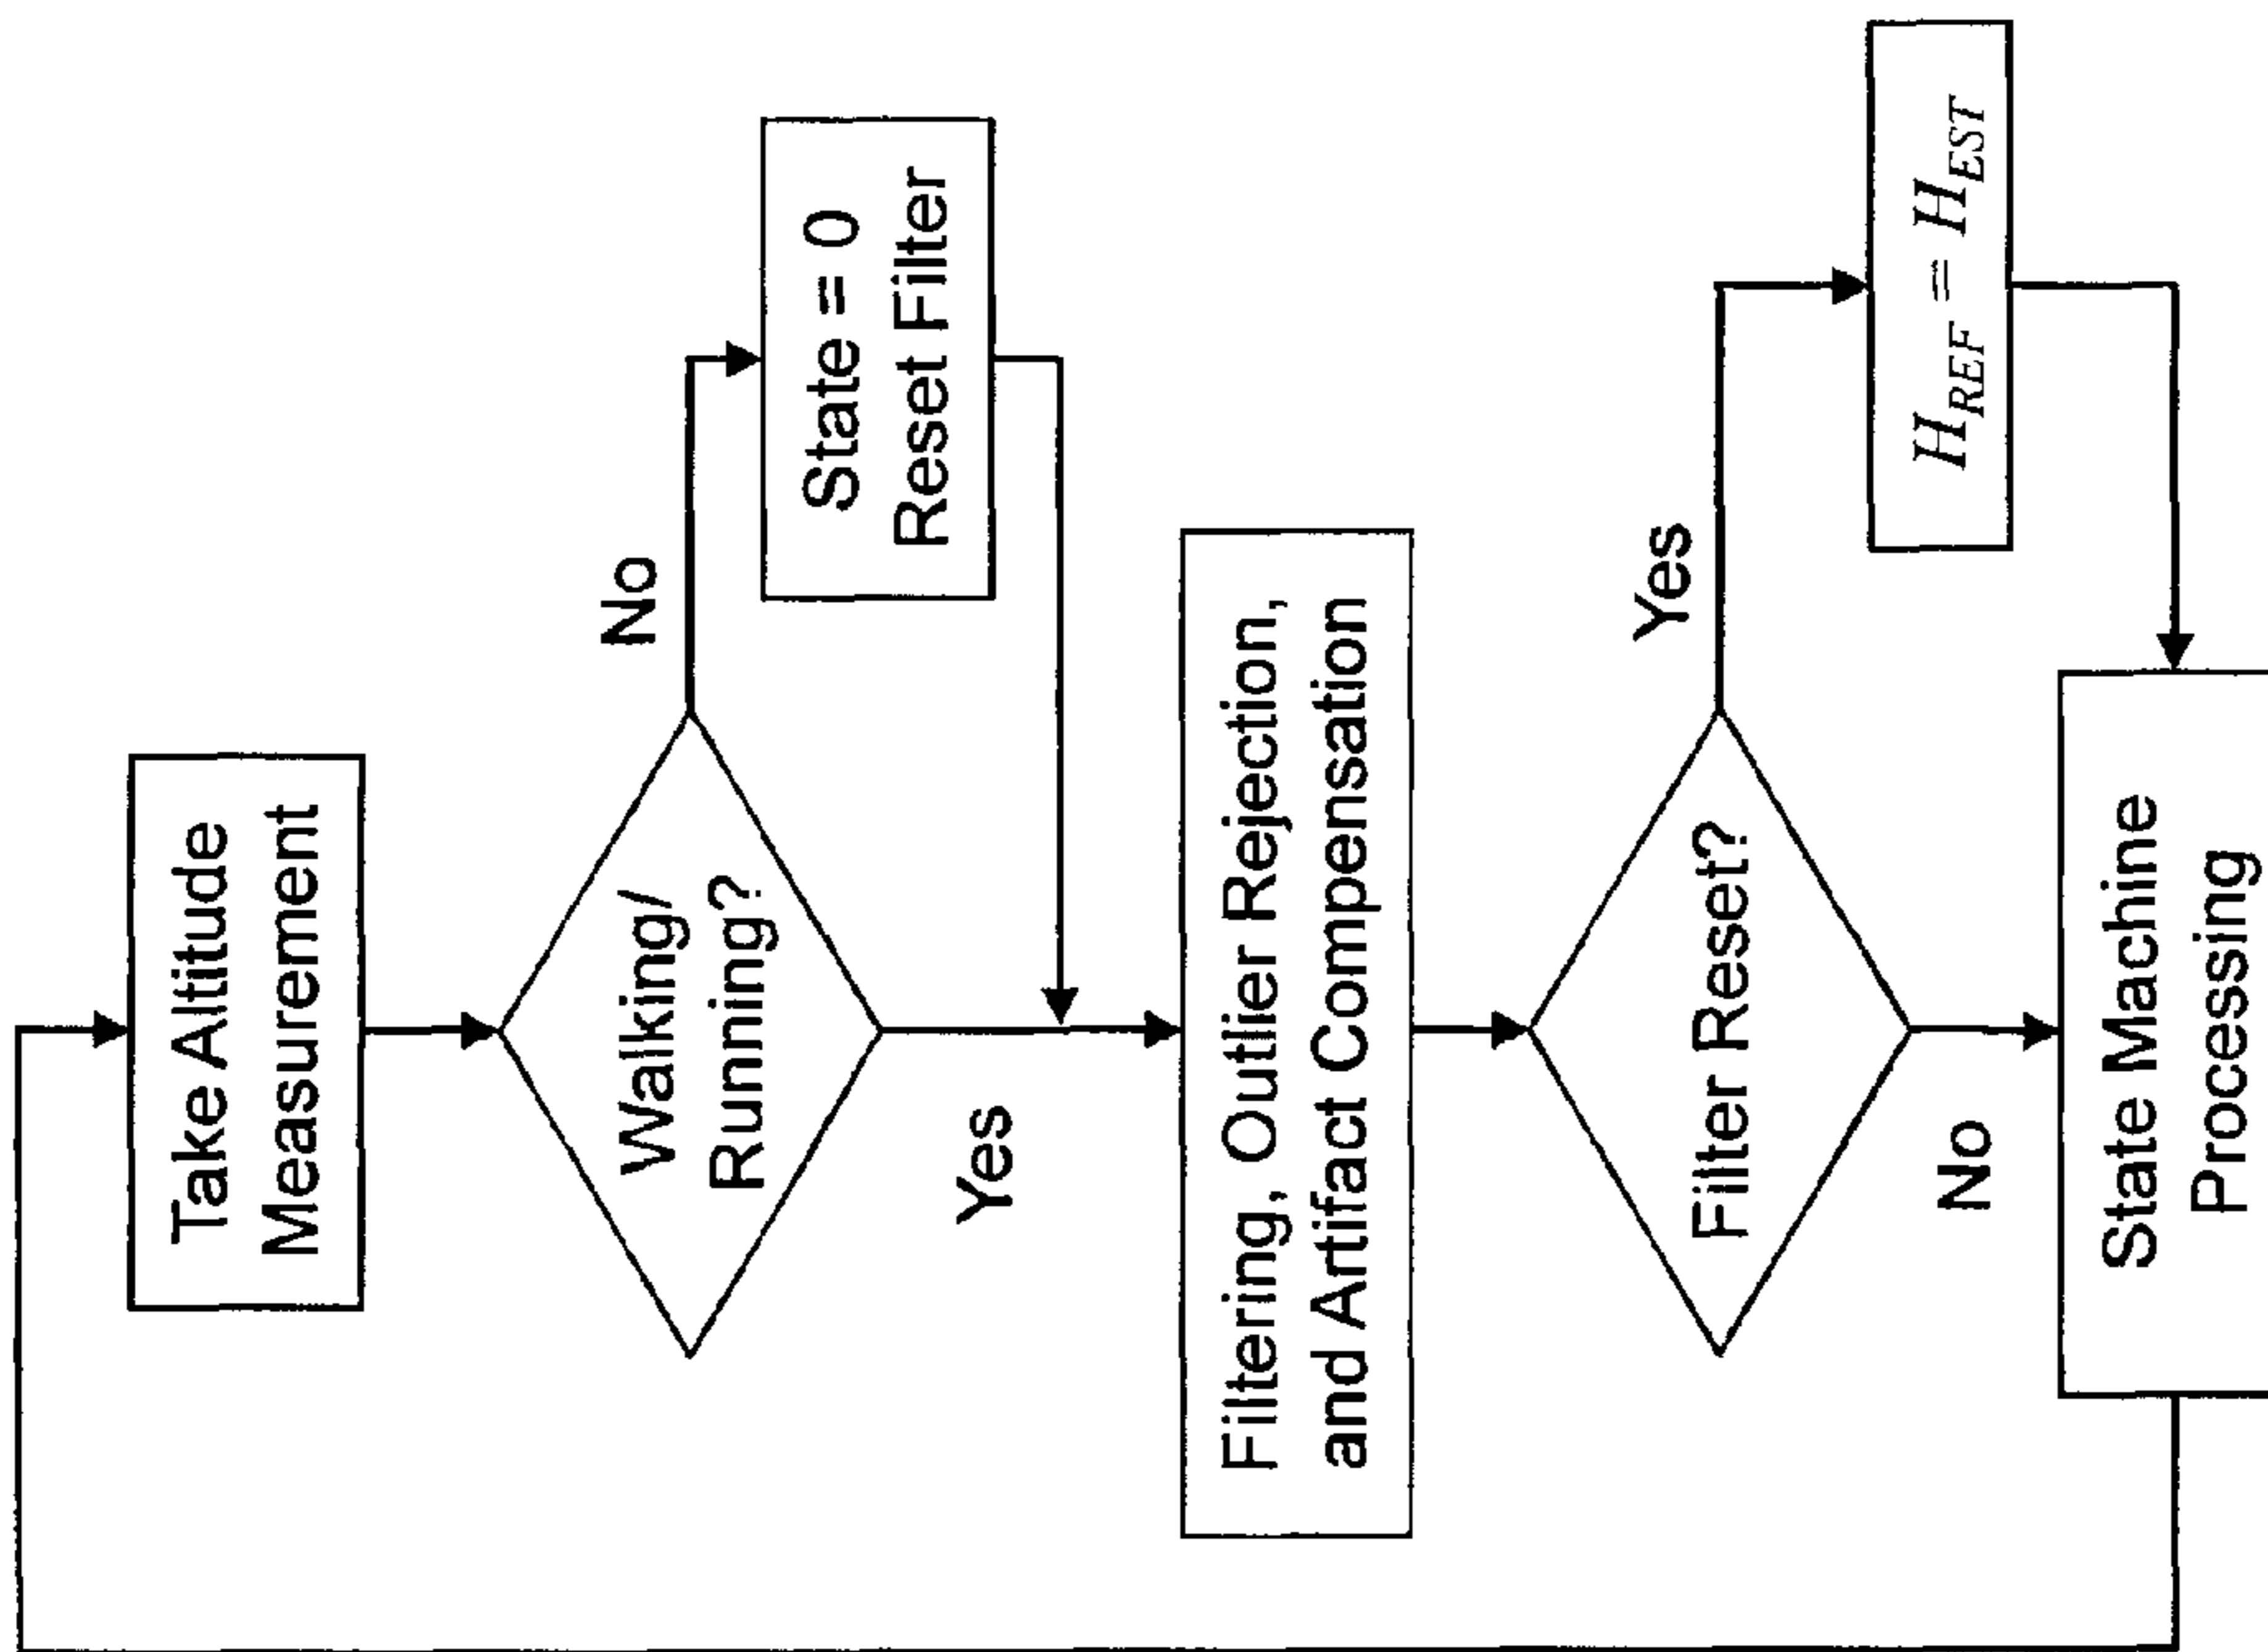 Take Altitude
Measurement
Walking/
Running?
No
State = 0
Reset Filter
Yes
Filtering, Outlier Rejection,
and Artifact Compensation
Filter Reset?
Yes
H_REF = H_EST
No
State Machine
Processing